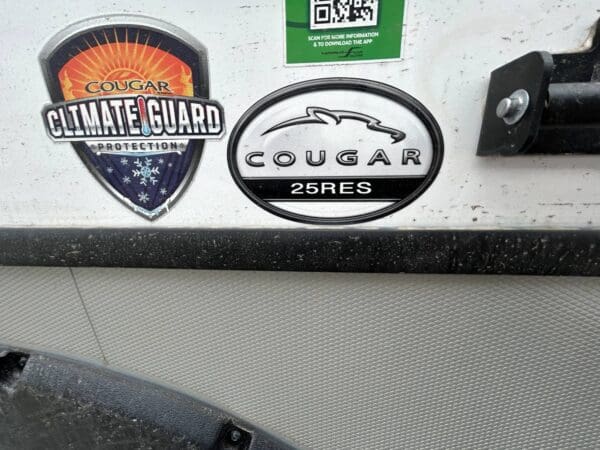 SCAN FOR MORE INFORMATION
& TO DOWNLOAD THE APP
COUGAR
CLIMATE GUARD
PROTECTION
COUGAR
25RES